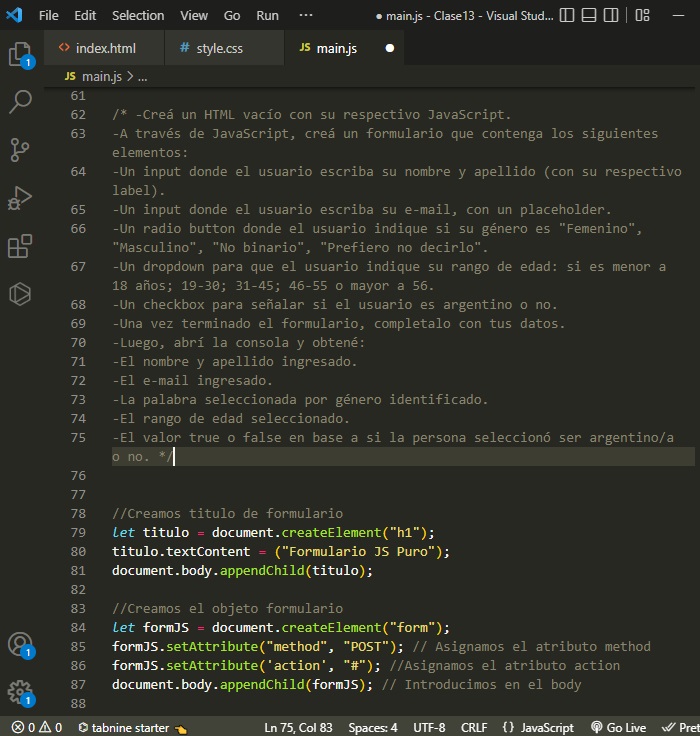 File Edit Selection View Go Run ··· ● main.js - Clase13 - Visual Stud...
<> index.html # style.css JS main.js ●
JS main.js > ...
61
62 /* -Creá un HTML vacío con su respectivo JavaScript.
63 -A través de JavaScript, creá un formulario que contenga los siguientes
elementos:
64 -Un input donde el usuario escriba su nombre y apellido (con su respectivo
label).
65 -Un input donde el usuario escriba su e-mail, con un placeholder.
66 -Un radio button donde el usuario indique si su género es "Femenino",
"Masculino", "No binario", "Prefiero no decirlo".
67 -Un dropdown para que el usuario indique su rango de edad: si es menor a
18 años; 19-30; 31-45; 46-55 o mayor a 56.
68 -Un checkbox para señalar si el usuario es argentino o no.
69 -Una vez terminado el formulario, completalo con tus datos.
70 -Luego, abrí la consola y obtené:
71 -El nombre y apellido ingresado.
72 -El e-mail ingresado.
73 -La palabra seleccionada por género identificado.
74 -El rango de edad seleccionado.
75 -El valor true o false en base a si la persona seleccionó ser argentino/a
o no. */
76
77
78 //Creamos titulo de formulario
79 let titulo = document.createElement("h1");
80 titulo.textContent = ("Formulario JS Puro");
81 document.body.appendChild(titulo);
82
83 //Creamos el objeto formulario
84 let formJS = document.createElement("form");
85 formJS.setAttribute("method", "POST"); // Asignamos el atributo method
86 formJS.setAttribute('action', "#"); //Asignamos el atributo action
87 document.body.appendChild(formJS); // Introducimos en el body
88
1
1
1
0 0 tabnine starter Ln 75, Col 83 Spaces: 4 UTF-8 CRLF {} JavaScript Go Live Pret